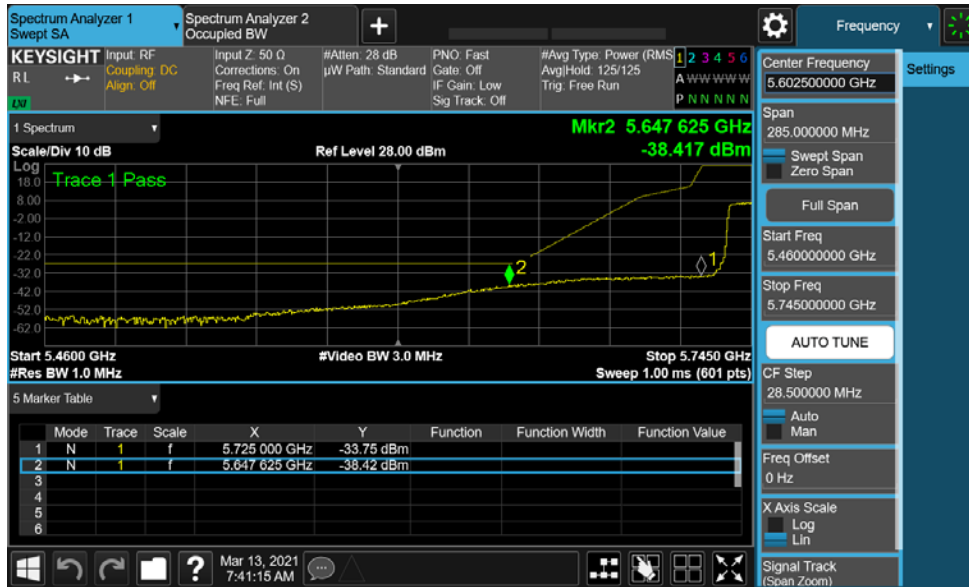 Spectrum Analyzer 1
Swept SA
Spectrum Analyzer 2
Occupied BW
+
Frequency
KEYSIGHT
RL
LXI
Input: RF
Coupling: DC
Align: Off
Input Z: 50 Ω
Corrections: On
Freq Ref: Int (S)
NFE: Full
#Atten: 28 dB
µW Path: Standard
PNO: Fast
Gate: Off
IF Gain: Low
Sig Track: Off
#Avg Type: Power (RMS
Avg|Hold: 125/125
Trig: Free Run
1 2 3 4 5 6
A W W W W W
P N N N N N
1 Spectrum
Scale/Div 10 dB
Ref Level 28.00 dBm
Mkr2 5.647 625 GHz
-38.417 dBm
Log
Trace 1 Pass
18.0
8.00
-2.00
-12.0
-22.0
-32.0
-42.0
-52.0
-62.0
2
1
Start 5.4600 GHz
#Video BW 3.0 MHz
Stop 5.7450 GHz
#Res BW 1.0 MHz
Sweep 1.00 ms (601 pts)
5 Marker Table
Mode Trace Scale X Y Function Function Width Function Value
1 N 1 f 5.725 000 GHz -33.75 dBm
2 N 1 f 5.647 625 GHz -38.42 dBm
3
4
5
6
?
Mar 13, 2021
7:41:15 AM
Center Frequency
5.602500000 GHz
Settings
Span
285.000000 MHz
Swept Span
Zero Span
Full Span
Start Freq
5.460000000 GHz
Stop Freq
5.745000000 GHz
AUTO TUNE
CF Step
28.500000 MHz
Auto
Man
Freq Offset
0 Hz
X Axis Scale
Log
Lin
Signal Track
(Span Zoom)